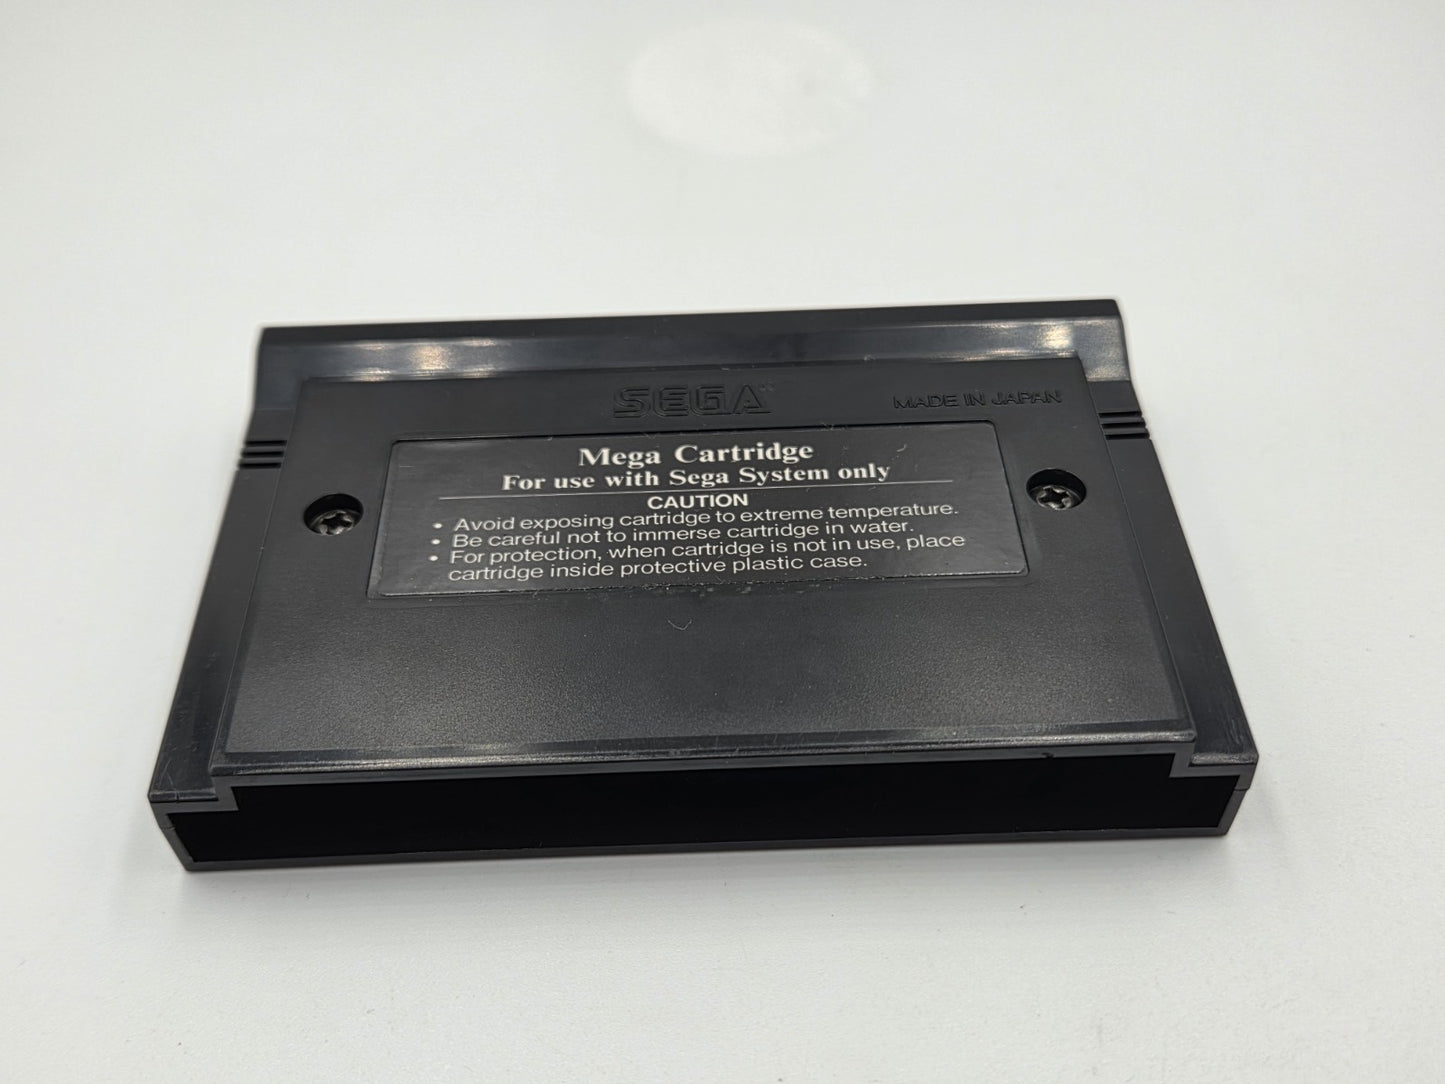 SEGA
MADE IN JAPAN
Mega Cartridge
For use with Sega System only
CAUTION
• Avoid exposing cartridge to extreme temperature.
• Be careful not to immerse cartridge in water.
• For protection, when cartridge is not in use, place
cartridge inside protective plastic case.